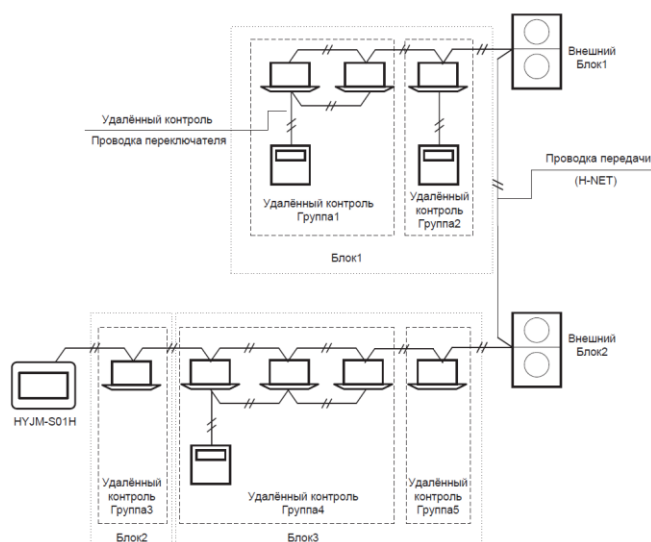 Внешний
Блок1
Удалённый контроль
Проводка переключателя
Проводка передачи
(H-NET)
Удалённый контроль
Группа1
Удалённый
контроль
Группа2
Блок1
Внешний
Блок2
HYJM-S01H
Удалённый
контроль
Группа3
Удалённый контроль
Группа4
Удалённый
контроль
Группа5
Блок2
Блок3